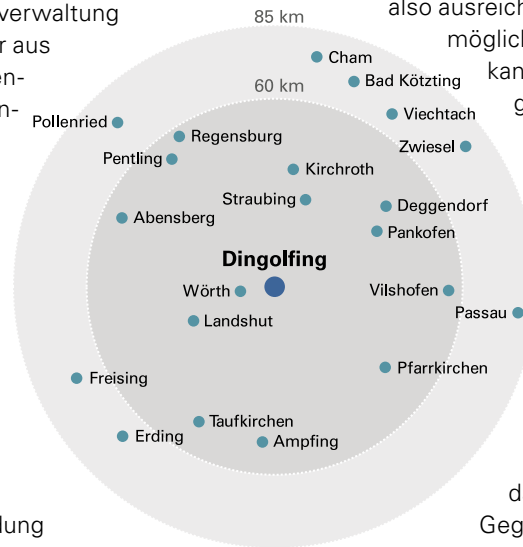 verwaltung
r aus
en-
n-
also ausreich
möglich
kan
g
85 km
60 km
Cham
Bad Kötzting
Viechtach
Zwiesel
Pollenried
Regensburg
Pentling
Kirchroth
Straubing
Abensberg
Deggendorf
Pankofen
Dingolfing
Wörth
Vilshofen
Landshut
Passau
Pfarrkirchen
Freising
Taufkirchen
Erding
Ampfing
lung
d
Geg